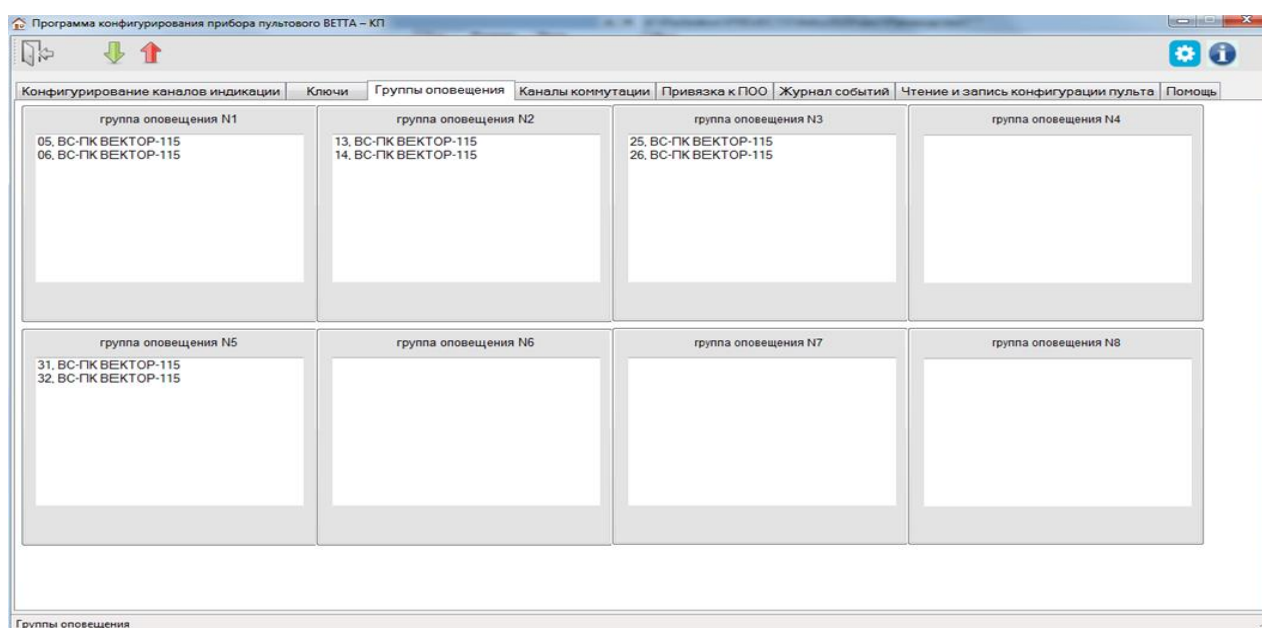 Программа конфигурирования прибора пультового ВЕТТА – КП
Конфигурирование каналов индикации Ключи Группы оповещения Каналы коммутации Привязка к ПОО Журнал событий Чтение и запись конфигурации пульта Помощь
группа оповещения N1 группа оповещения N2 группа оповещения N3 группа оповещения N4
05, ВС-ПК ВЕКТОР-115 13, ВС-ПК ВЕКТОР-115 25, ВС-ПК ВЕКТОР-115
06, ВС-ПК ВЕКТОР-115 14, ВС-ПК ВЕКТОР-115 26, ВС-ПК ВЕКТОР-115
группа оповещения N5 группа оповещения N6 группа оповещения N7 группа оповещения N8
31, ВС-ПК ВЕКТОР-115
32, ВС-ПК ВЕКТОР-115
Группы оповещения